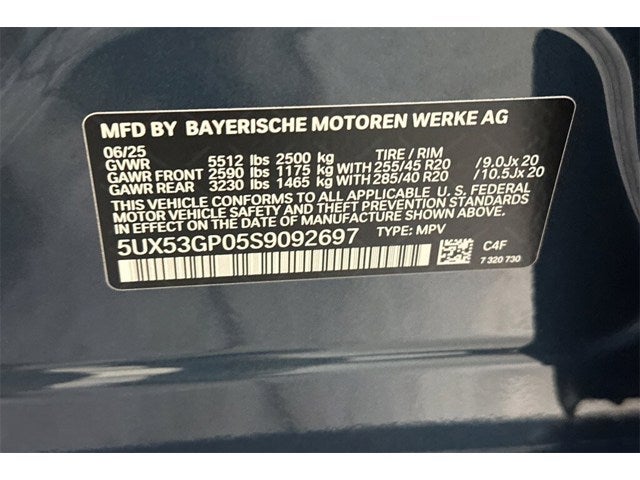 MFD BY BAYERISCHE MOTOREN WERKE AG
06/25 TIRE / RIM
GVWR 5512 lbs 2500 kg
GAWR FRONT 2590 lbs 1175 kg WITH 255/45 R20 /9.0Jx20
GAWR REAR 3230 lbs 1465 kg WITH 285/40 R20 /10.5Jx20
THIS VEHICLE CONFORMS TO ALL APPLICABLE U. S. FEDERAL
MOTOR VEHICLE SAFETY STANDARDS IN EFFECT
ON THE DATE OF MANUFACTURE SHOWN ABOVE.
5UX53GP05S9092697 TYPE: MPV
C4F
7 320 730